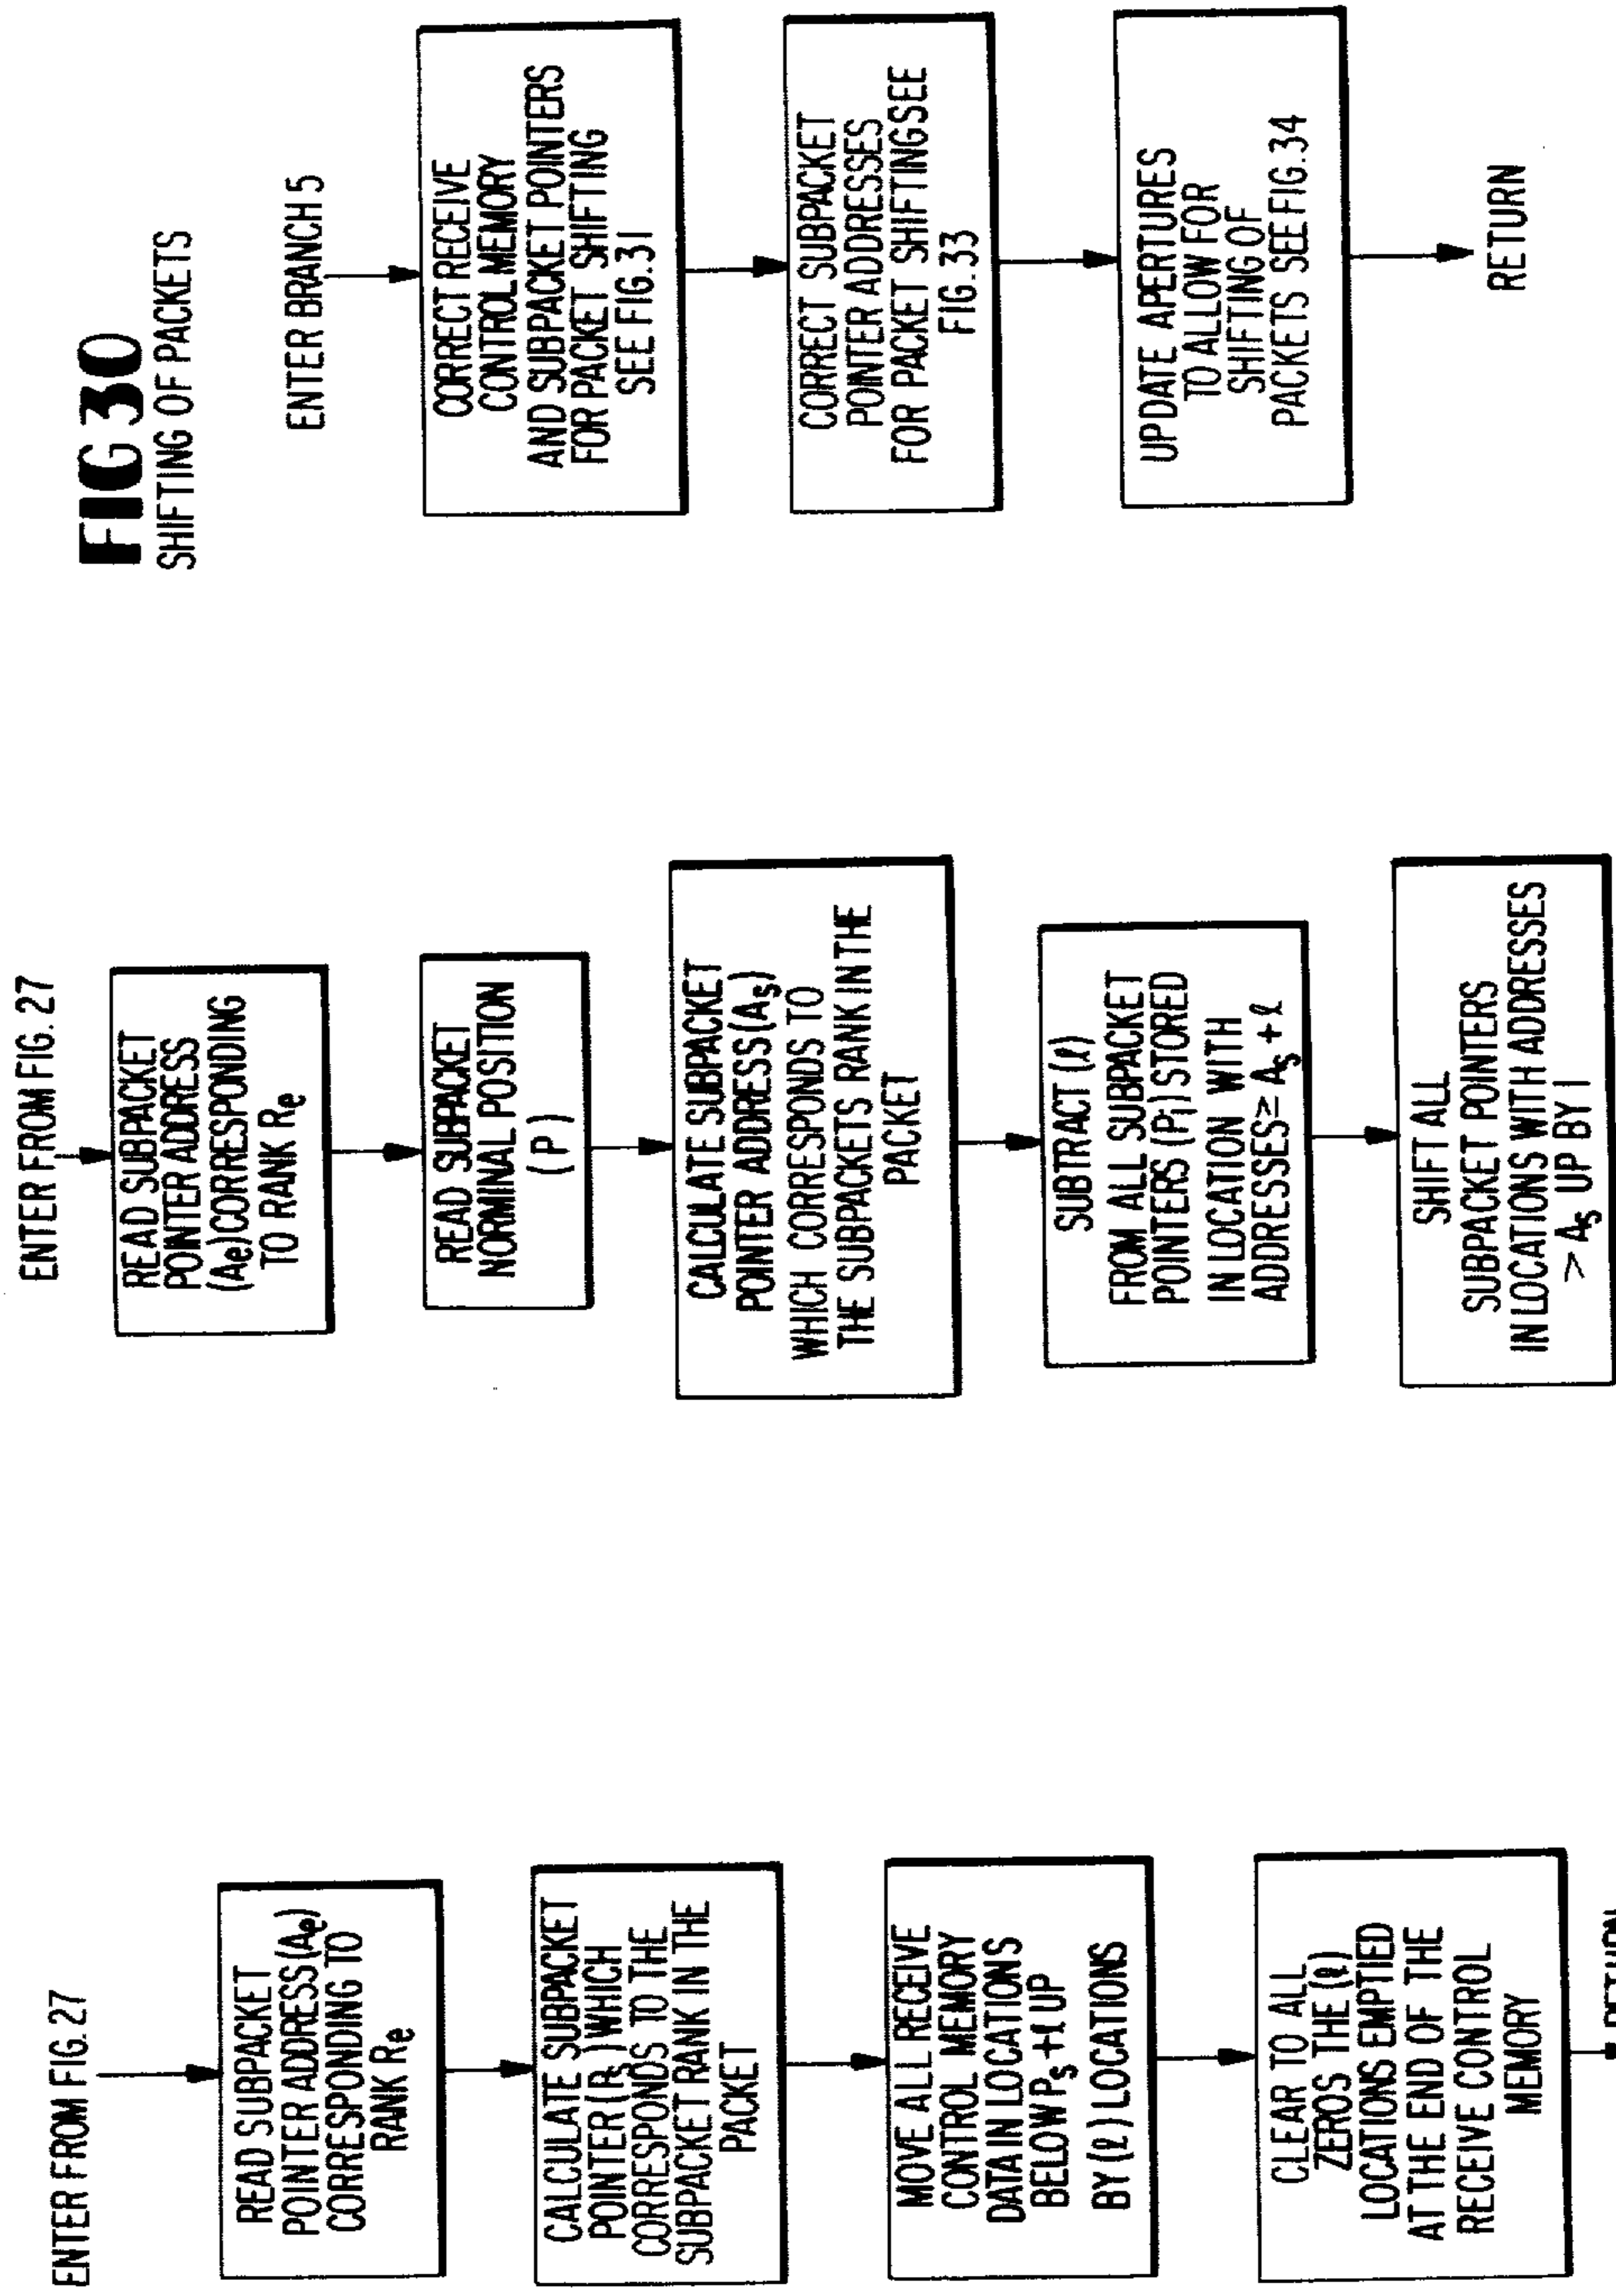 ENTER FROM FIG. 27
READ SUBPACKET
POINTER ADDRESS (Ae)
CORRESPONDING TO
RANK Re
CALCULATE SUBPACKET
POINTER (Ps) WHICH
CORRESPONDS TO THE
SUBPACKET RANK IN THE
PACKET
MOVE ALL RECEIVE
CONTROL MEMORY
DATA IN LOCATIONS
BELOW Ps +ℓ UP
BY (ℓ) LOCATIONS
CLEAR TO ALL
ZEROS THE (ℓ)
LOCATIONS EMPTIED
AT THE END OF THE
RECEIVE CONTROL
MEMORY
RETURN
ENTER FROM FIG. 27
READ SUBPACKET
POINTER ADDRESS
(Ae) CORRESPONDING
TO RANK Re
READ SUBPACKET
NORMINAL POSITION
(P)
CALCULATE SUBPACKET
POINTER ADDRESS (As)
WHICH CORRESPONDS TO
THE SUBPACKETS RANK IN THE
PACKET
SUBTRACT (ℓ)
FROM ALL SUBPACKET
POINTERS (Pi) STORED
IN LOCATION WITH
ADDRESSES ≥ As + ℓ
SHIFT ALL
SUBPACKET POINTERS
IN LOCATIONS WITH ADDRESSES
> As UP BY 1
FIG 30
SHIFTING OF PACKETS
ENTER BRANCH 5
CORRECT RECEIVE
CONTROL MEMORY
AND SUBPACKET POINTERS
FOR PACKET SHIFTING
SEE FIG. 31
CORRECT SUBPACKET
POINTER ADDRESSES
FOR PACKET SHIFTING SEE
FIG. 33
UPDATE APERTURES
TO ALLOW FOR
SHIFTING OF
PACKETS SEE FIG. 34
RETURN